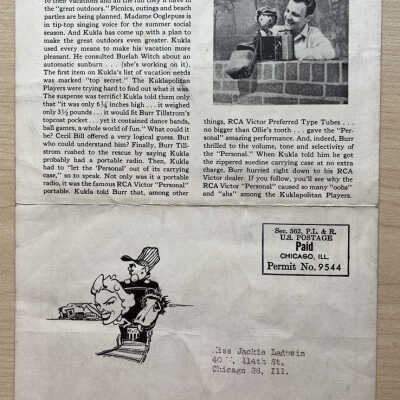 to their vacations and all the fun they'll have in the
the "great outdoors." Picnics, outings and beach
parties are being planned. Madame Ooglepuss is in
tip-top singing voice for the summer social
season. And Kukla has come up with a plan to
make the great outdoors even greater. Kukla
used every means to make his vacation more
pleasant. He consulted Buelah Witch about an
automatic sunburn . . . (she's working on it).
The first item on Kukla's list of vacation needs
was marked "top secret." The Kuklapolitan
Players were trying hard to find out what it was.
The suspense was terrific! Kukla told them only
that "it was only 6¼ inches high . . . it weighed
only 3½ pounds . . . it would fit Burr Tillstrom's
topcoat pocket . . . yet it contained dance bands,
ball games, a whole world of fun." What could it
be? Cecil Bill offered a very logical guess. But
who could understand him? Finally, Burr Till-
strom rushed to the rescue by saying Kukla
probably had a portable radio. Then, Kukla
had to "let the 'Personal' out of its carrying
case," so to speak. Not only was it a portable
radio, it was the famous RCA Victor "Personal"
portable. Kukla told Burr that, among other
things, RCA Victor Preferred Type Tubes . . .
no bigger than Ollie's tooth . . . gave the "Per-
sonal" amazing performance. And, indeed, Burr
thrilled to the volume, tone and selectivity of
the "Personal." When Kukla told him he got
the zippered suedine carrying case at no extra
charge, Burr hurried right down to his RCA
Victor dealer. If you follow, you'll see why the
RCA Victor "Personal" caused so many "oohs"
and "ahs" among the Kuklapolitan Players.
Sec. 562, P.L. & R.
U.S. POSTAGE
Paid
CHICAGO, ILL.
Permit No. 9544
Miss Jackie
114th St.
Chicago 28, Ill.